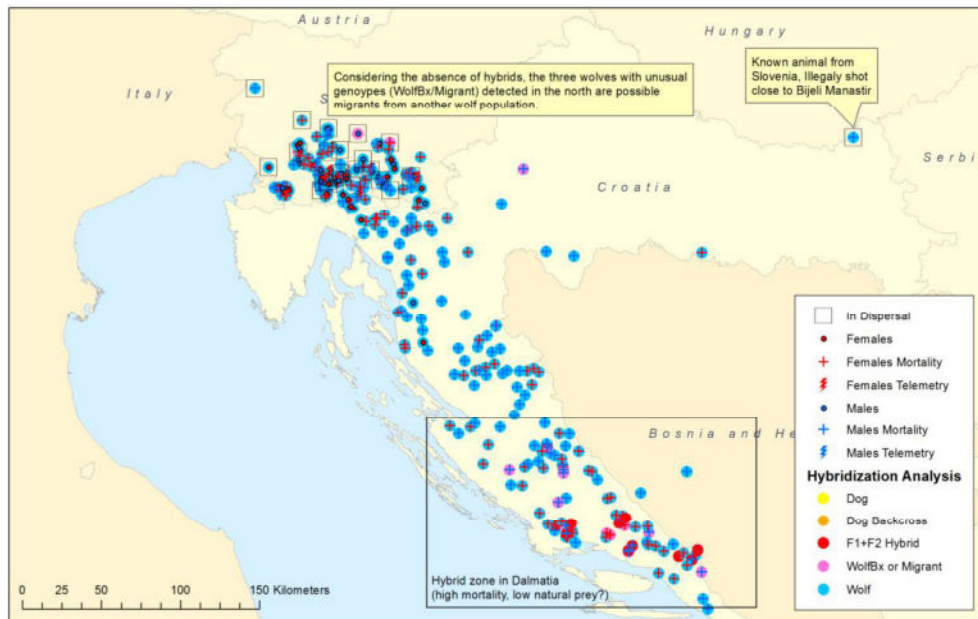 Austria
Hungary
Italy
Considering the absence of hybrids, the three wolves with unusual
genoypes (WolfBx/Migrant) detected in the north are possible
migrants from another wolf population.
Known animal from
Slovenia, Illegaly shot
close to Bijeli Manastir
S
Serbi
Croatia
Bosnia and He
In Dispersal
Females
Females Mortality
Females Telemetry
Males
Males Mortality
Males Telemetry
Hybridization Analysis
Dog
Dog Backcross
F1+F2 Hybrid
WolfBx or Migrant
Wolf
Hybrid zone in Dalmatia
(high mortality, low natural prey?)
0 25 50 100 150 Kilometers